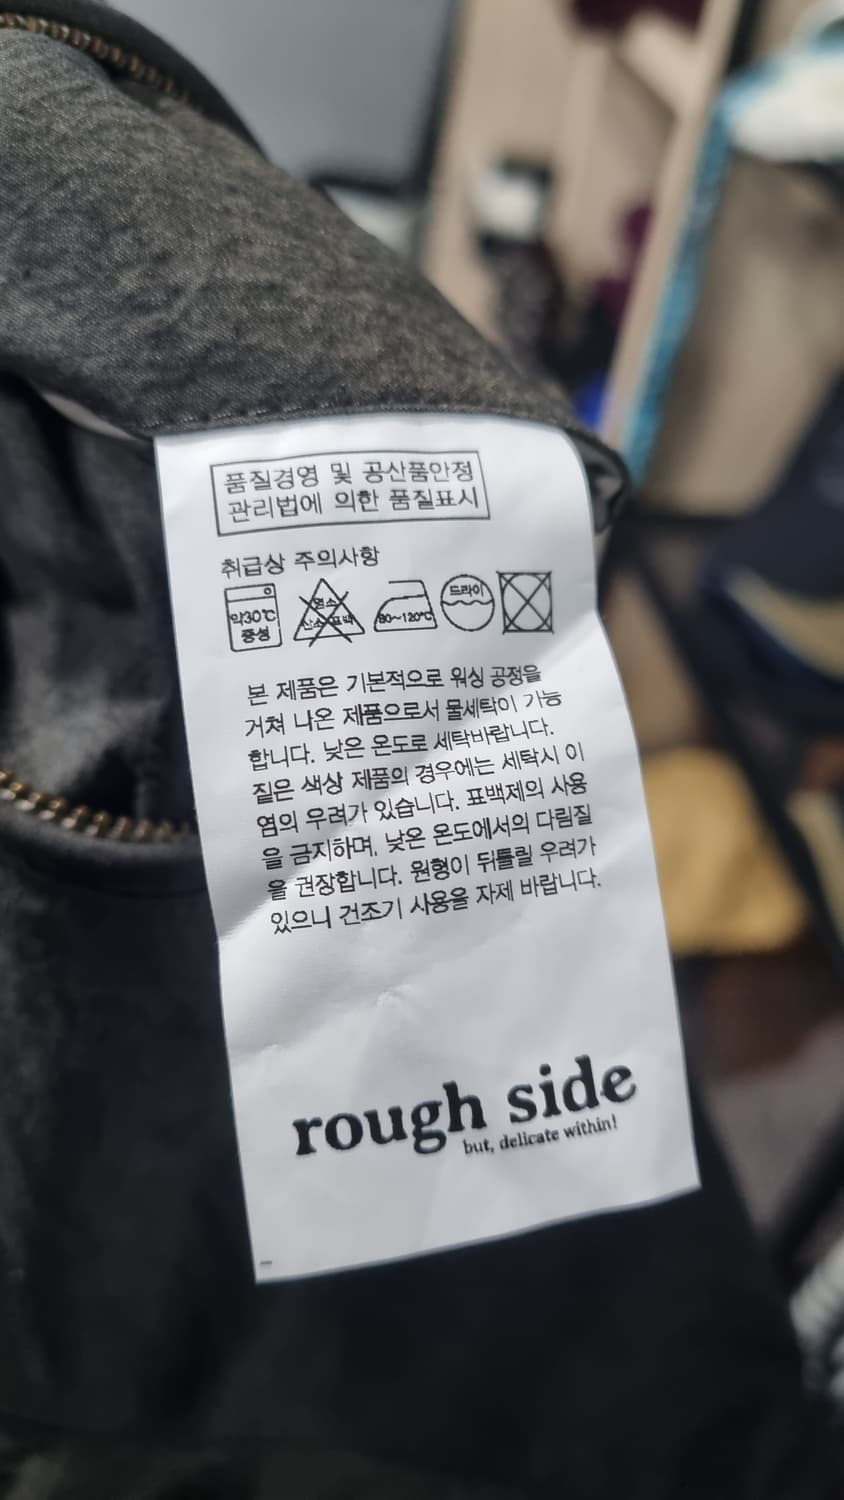 품질경영 및 공산품안정
관리법에 의한 품질표시
취급상 주의사항
약30℃
중성
염소
산소 표백
80~120℃
드라이
본 제품은 기본적으로 워싱 공정을
거쳐 나온 제품으로서 물세탁이 가능
합니다. 낮은 온도로 세탁바랍니다.
짙은 색상 제품의 경우에는 세탁시 이
염의 우려가 있습니다. 표백제의 사용
을 금지하며, 낮은 온도에서의 다림질
을 권장합니다. 원형이 뒤틀릴 우려가
있으니 건조기 사용을 자제 바랍니다.
rough side
but, delicate within!